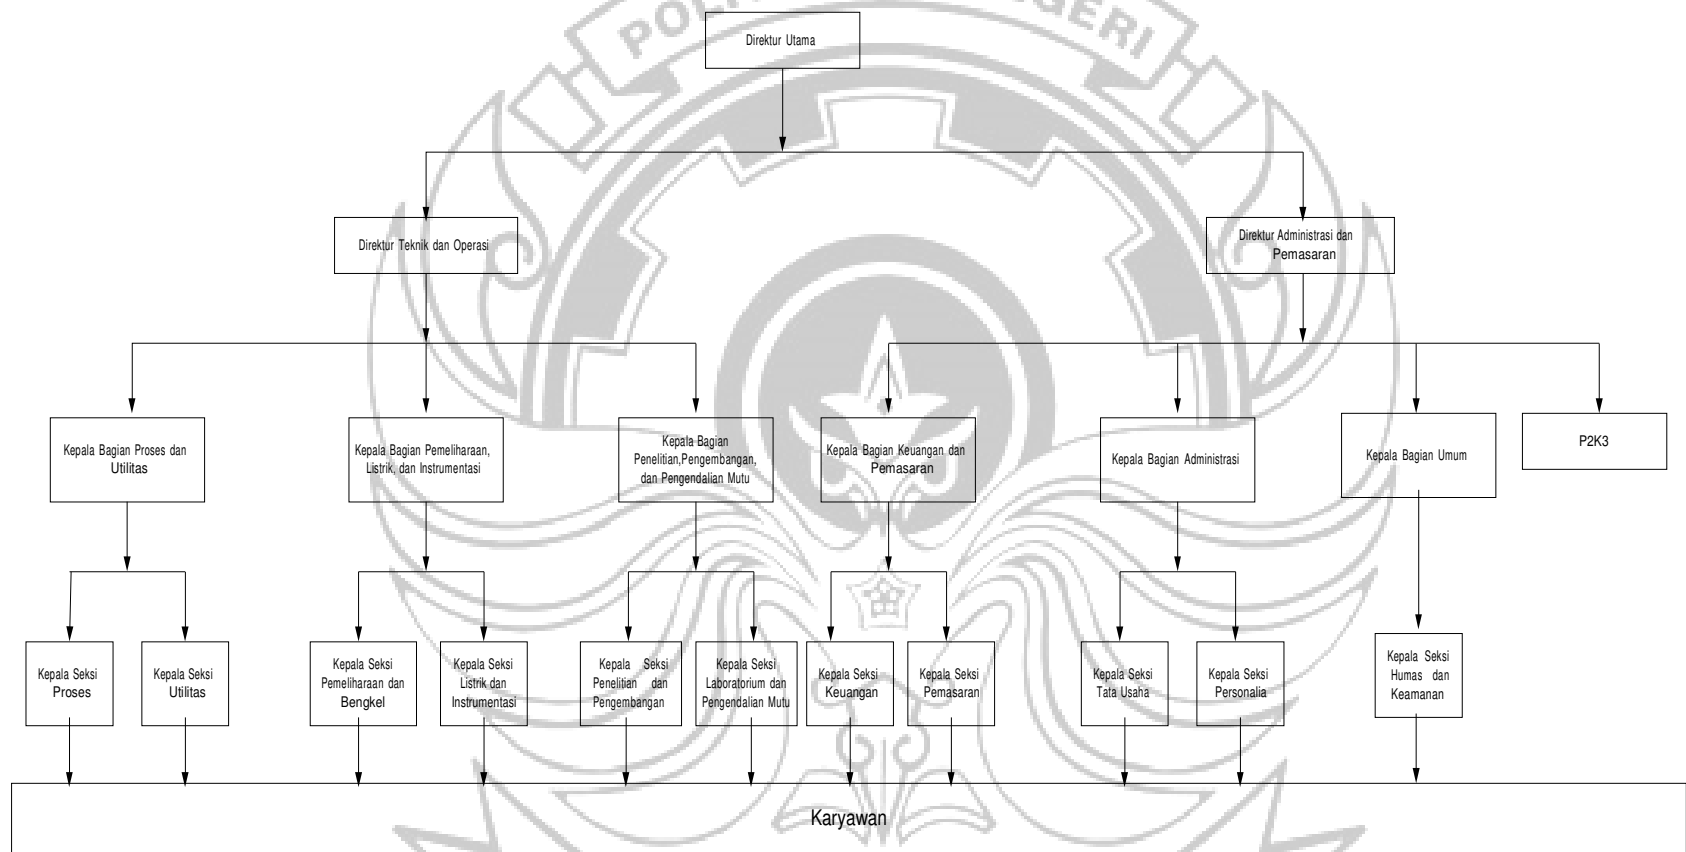 POL
GERI
Direktur Utama
Direktur Teknik dan Operasi
Direktur Administrasi dan
Pemasaran
Kepala Bagian Proses dan
Utilitas
Kepala Bagian Pemeliharaan,
Listrik, dan Instrumentasi
Kepala Bagian
Penelitian,Pengembangan,
dan Pengendalian Mutu
Kepala Bagian Keuangan dan
Pemasaran
Kepala Bagian Administrasi
Kepala Bagian Umum
P2K3
Kepala Seksi
Proses
Kepala Seksi
Utilitas
Kepala Seksi
Pemeliharaan dan
Bengkel
Kepala Seksi
Listrik dan
Instrumentasi
Kepala Seksi
Penelitian dan
Pengembangan
Kepala Seksi
Laboratorium dan
Pengendalian Mutu
Kepala Seksi
Keuangan
Kepala Seksi
Pemasaran
Kepala Seksi
Tata Usaha
Kepala Seksi
Personalia
Kepala Seksi
Humas dan
Keamanan
Karyawan